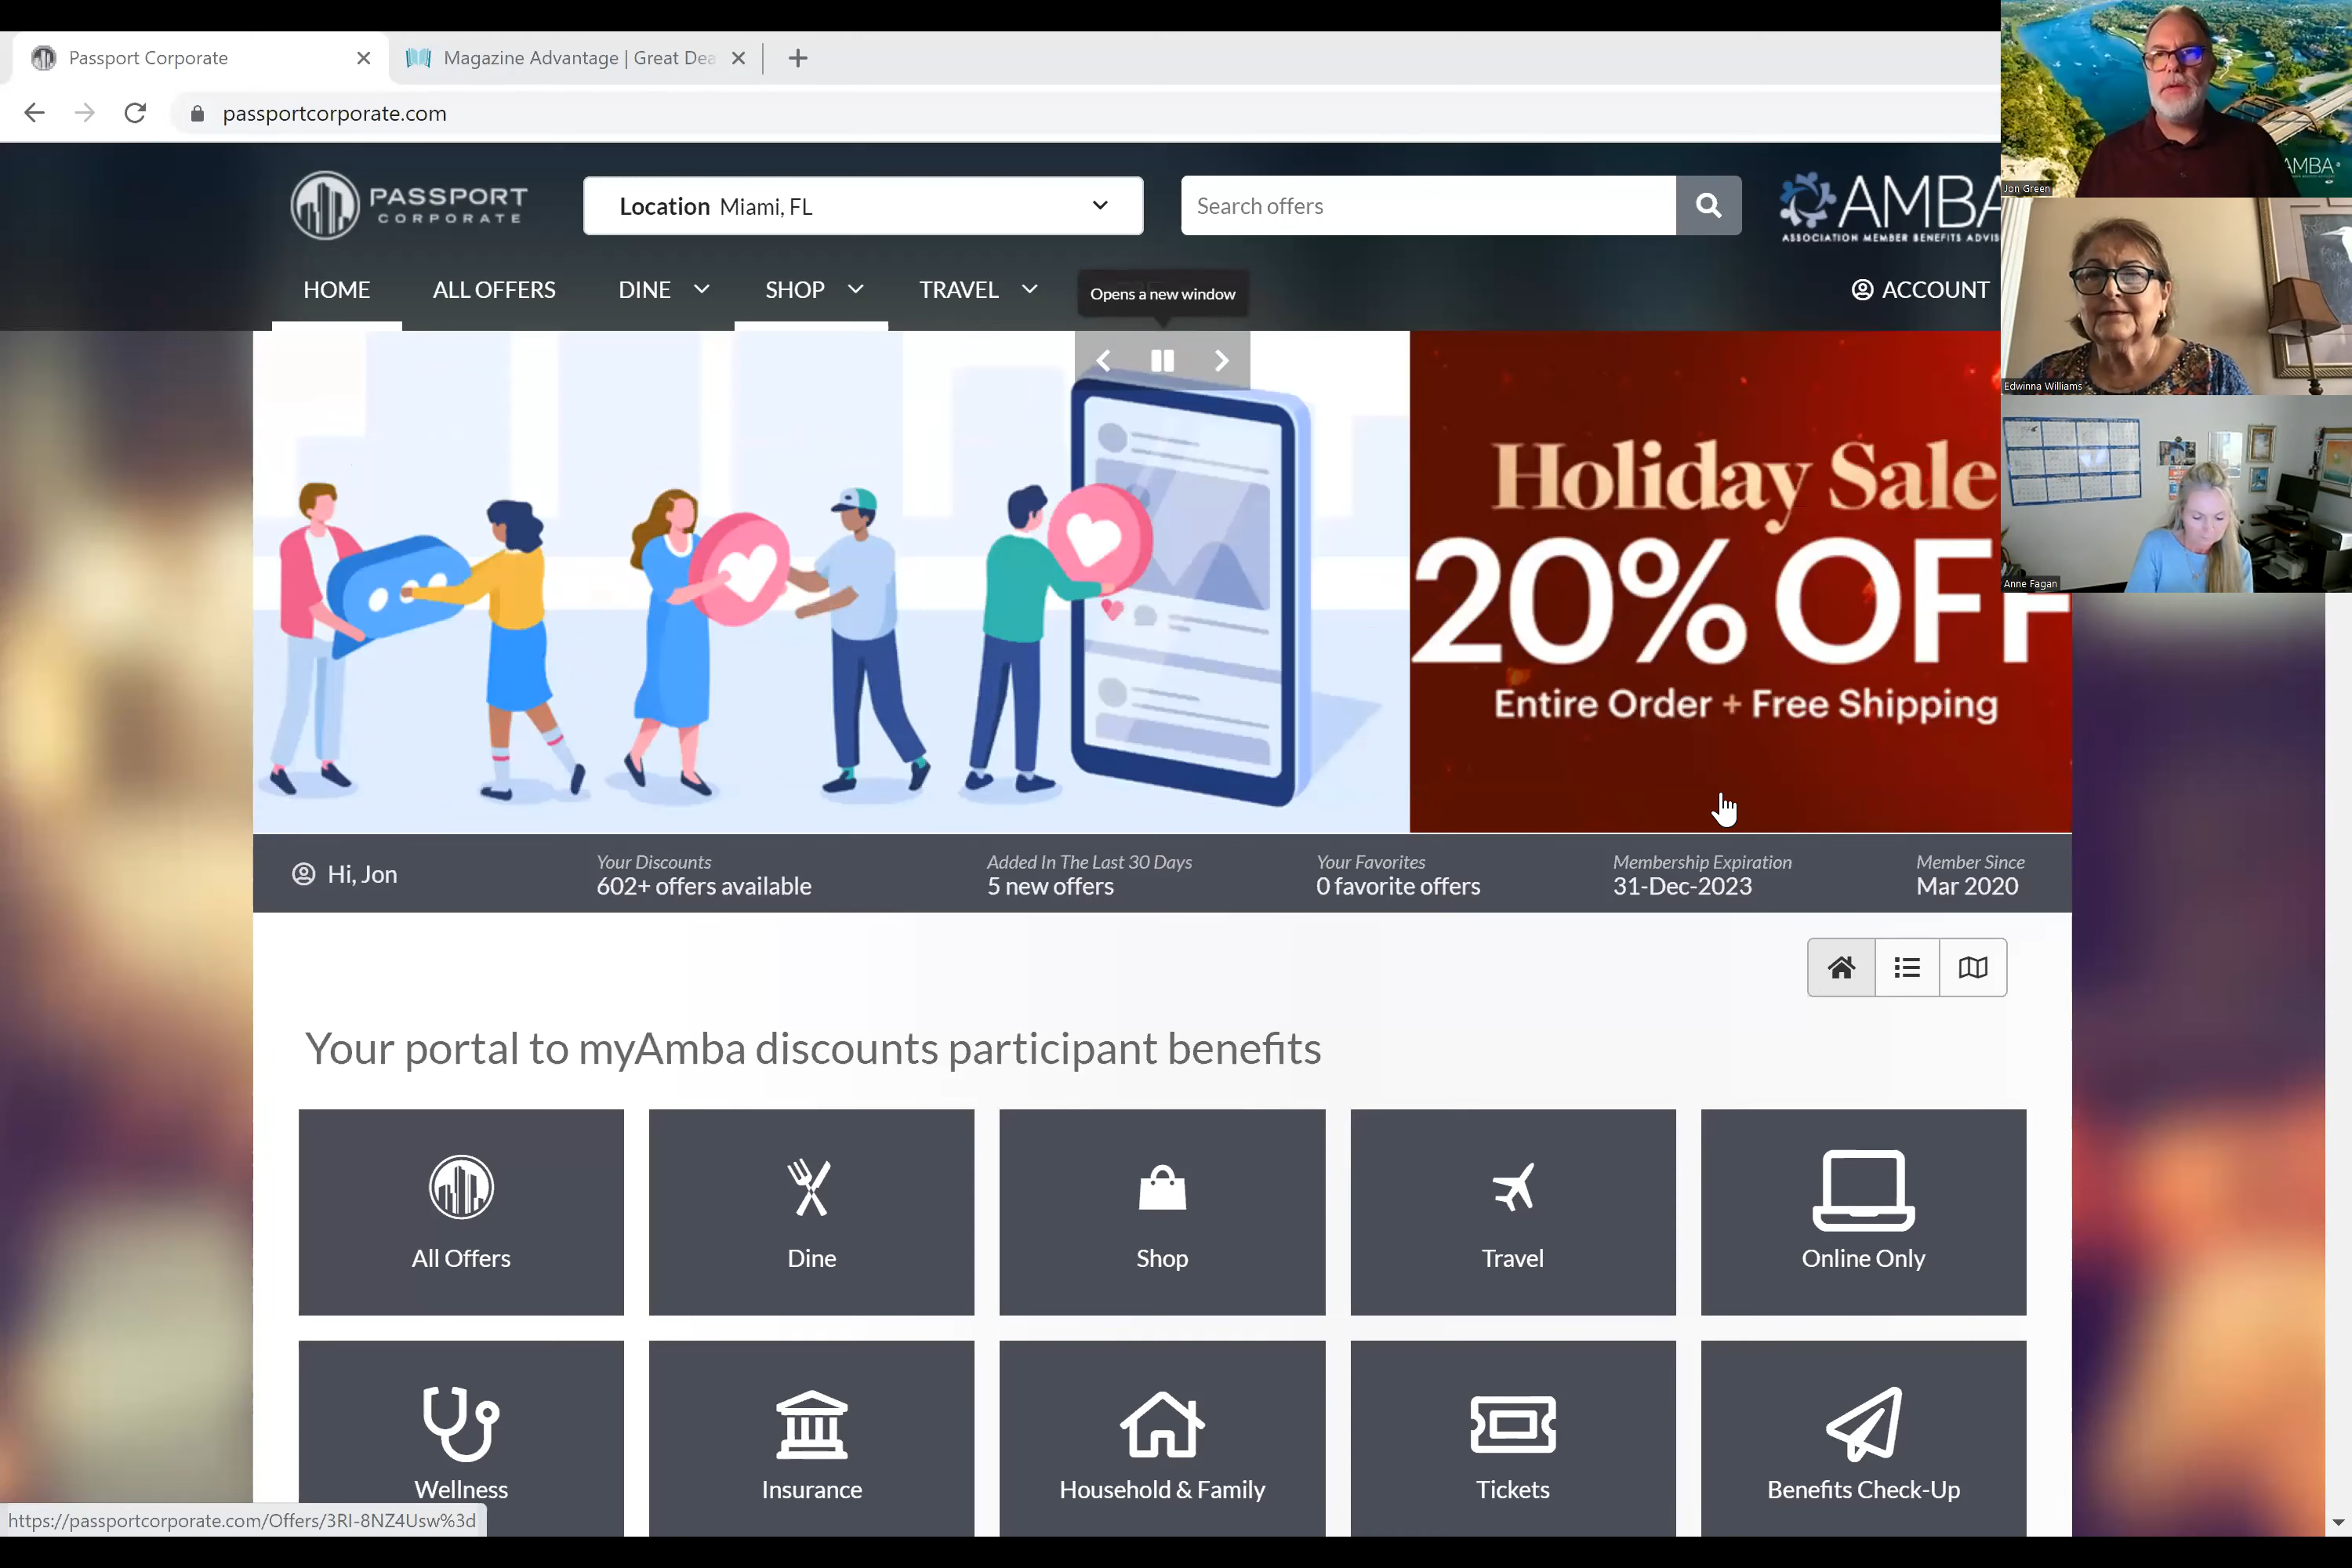 Passport Corporate
Magazine Advantage | Great Dea
passportcorporate.com
PASSPORT
CORPORATE
Location Miami, FL
Search offers
AMBA
ASSOCIATION MEMBER BENEFITS ADVIS
HOME
ALL OFFERS
DINE
SHOP
TRAVEL
Opens a new window
ACCOUNT
AMBA
Jon Green
Edwinna Williams
Anne Fagan
Holiday Sale
20% OFF
Entire Order + Free Shipping
Hi, Jon
Your Discounts
602+ offers available
Added In The Last 30 Days
5 new offers
Your Favorites
0 favorite offers
Membership Expiration
31-Dec-2023
Member Since
Mar 2020
Your portal to myAmba discounts participant benefits
All Offers
Dine
Shop
Travel
Online Only
Wellness
Insurance
Household & Family
Tickets
Benefits Check-Up
https://passportcorporate.com/Offers/3RI-8NZ4Usw%3d